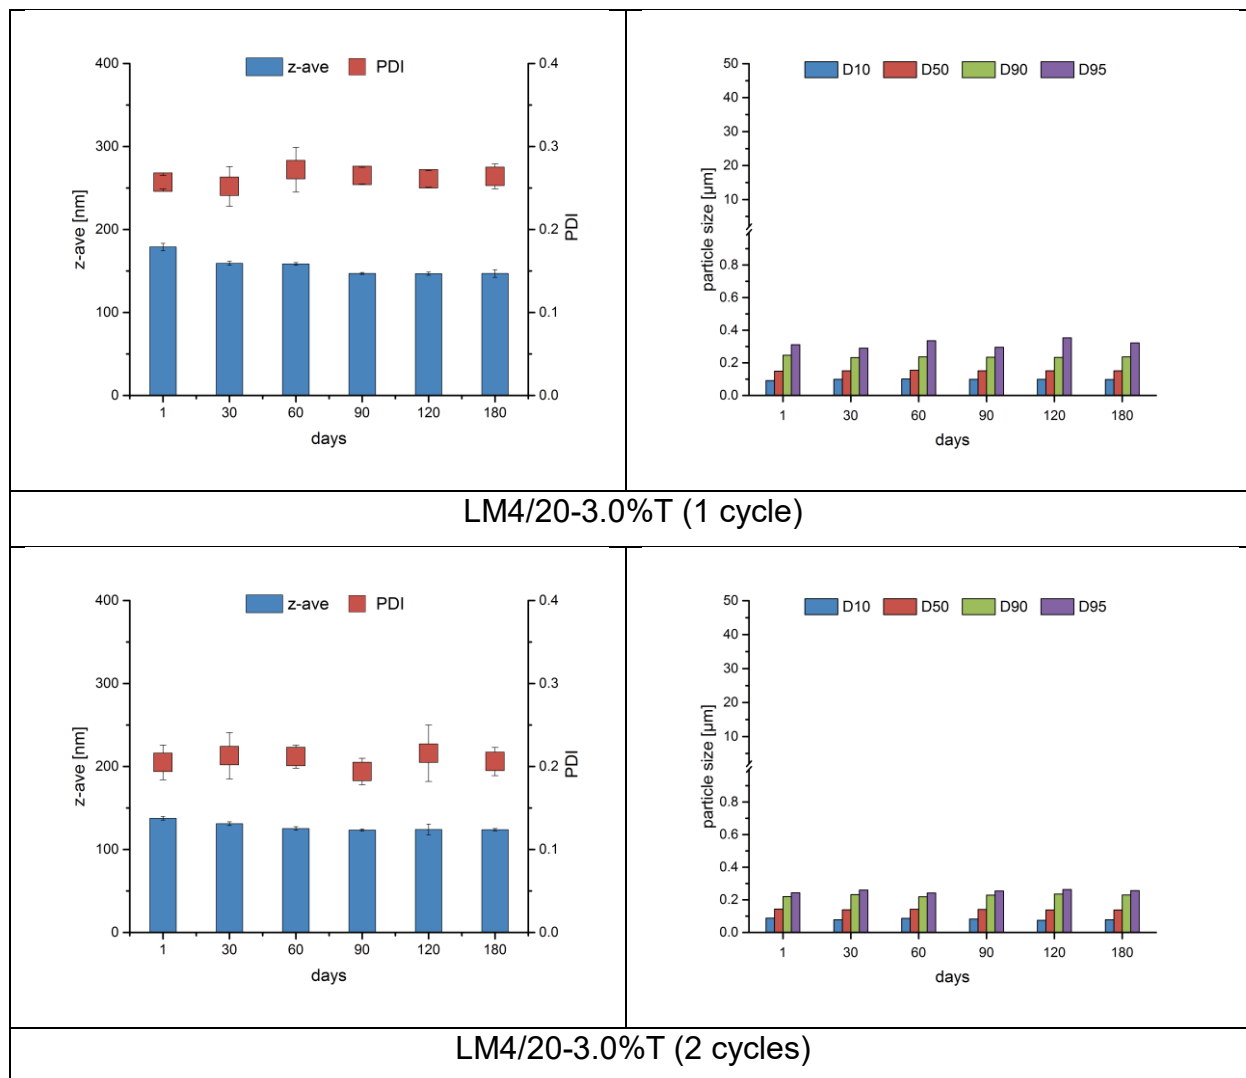 z-ave PDI
400
300
200
100
0
z-ave [nm]
0.4
0.3
0.2
0.1
0.0
PDI
1 30 60 90 120 180
days
D10 D50 D90 D95
50
40
30
20
10
0.8
0.6
0.4
0.2
0.0
particle size [µm]
1 30 60 90 120 180
days
LM4/20-3.0%T (1 cycle)
z-ave PDI
400
300
200
100
0
z-ave [nm]
0.4
0.3
0.2
0.1
0.0
PDI
1 30 60 90 120 180
days
D10 D50 D90 D95
50
40
30
20
10
0.8
0.6
0.4
0.2
0.0
particle size [µm]
1 30 60 90 120 180
days
LM4/20-3.0%T (2 cycles)